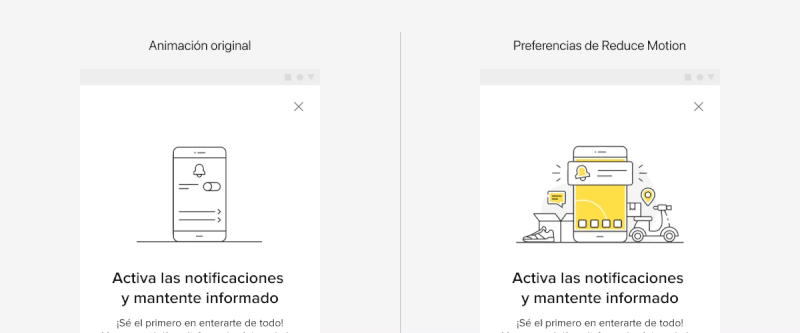 Animación original
Activa las notificaciones
y mantente informado
¡Sé el primero en enterarte de todo!
Preferencias de Reduce Motion
Activa las notificaciones
y mantente informado
¡Sé el primero en enterarte de todo!